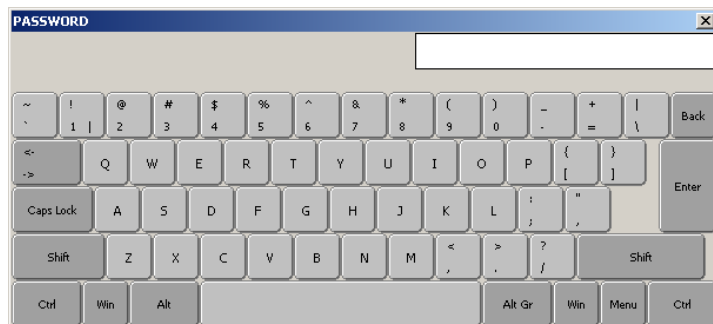 PASSWORD
~ ! @ # $ % ^ & * ( ) _ + |
` 1 | 2 3 4 5 6 7 8 9 0 - = \ Back
<- Q W E R T Y U I O P { }
-> [ ] Enter
Caps Lock A S D F G H J K L : "
; ,
Shift Z X C V B N M < > ? Shift
, . /
Ctrl Win Alt Alt Gr Win Menu Ctrl